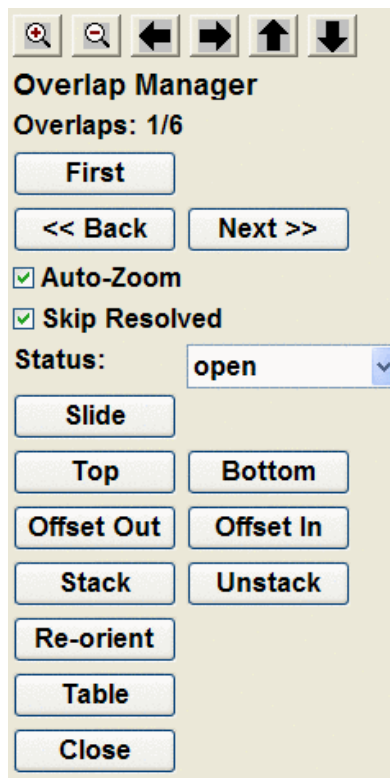 Overlap Manager
Overlaps: 1/6
First
<< Back Next >>
Auto-Zoom
Skip Resolved
Status: open
Slide
Top Bottom
Offset Out Offset In
Stack Unstack
Re-orient
Table
Close